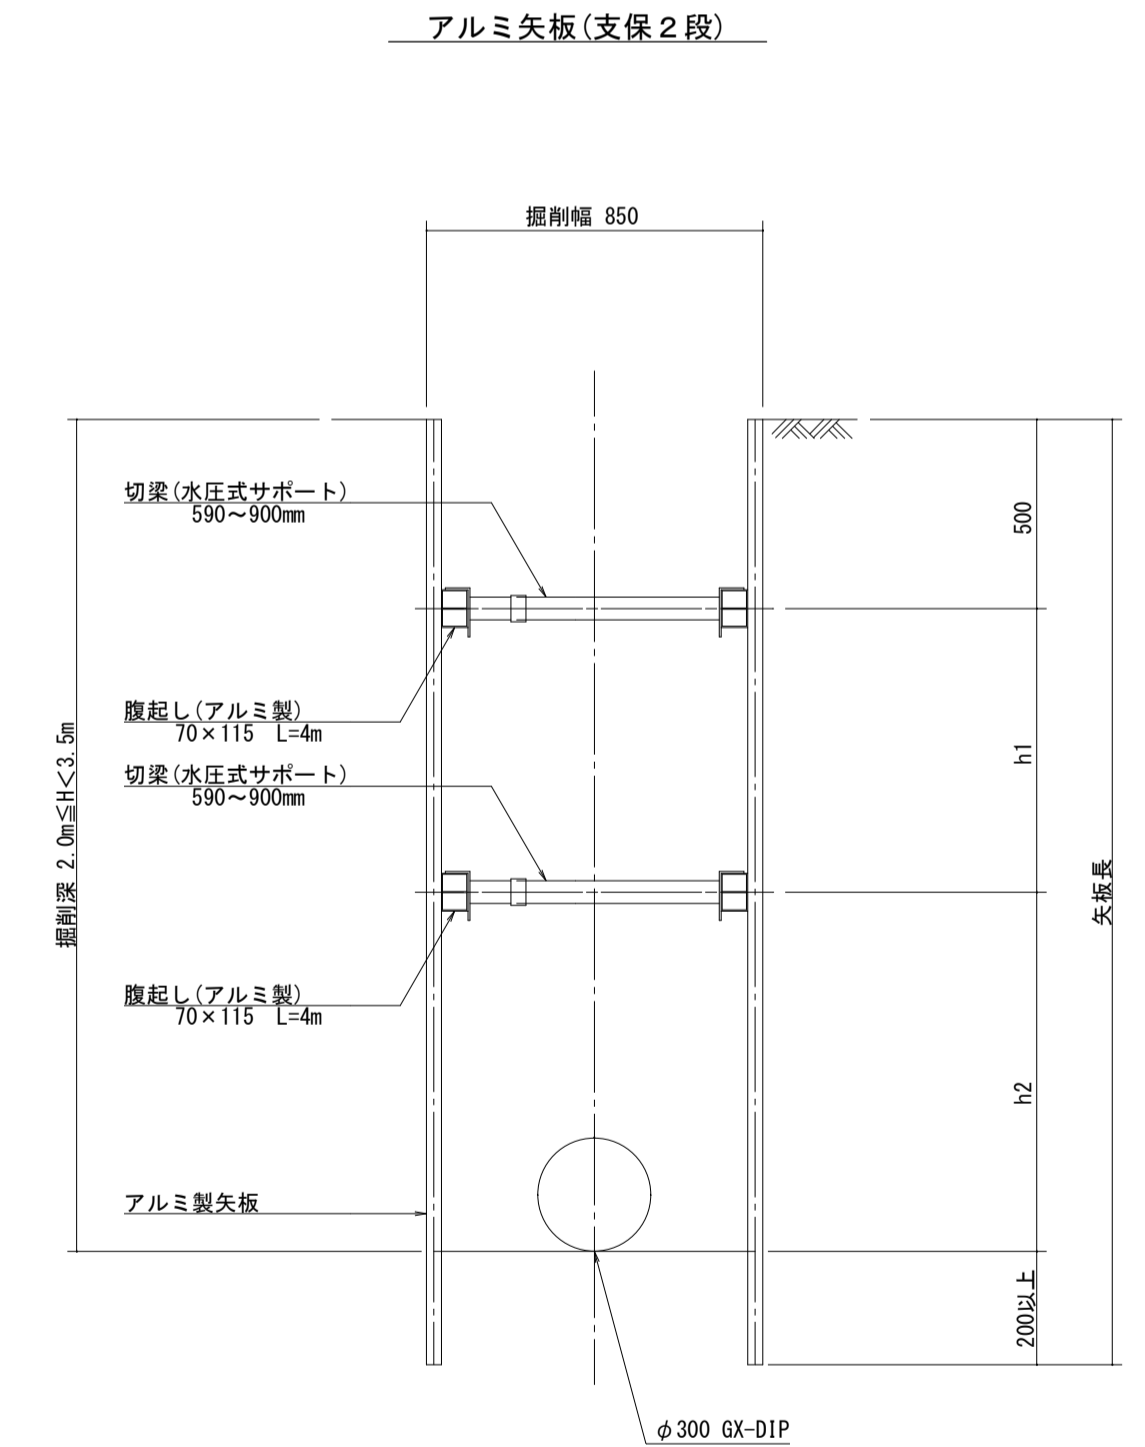 アルミ矢板(支保２段)
掘削幅 850
切梁(水圧式サポート)
590～900mm
500
腹起し(アルミ製)
70×115 L=4m
切梁(水圧式サポート)
590～900mm
h1
掘削深 2.0m≦H＜3.5m
矢板長
腹起し(アルミ製)
70×115 L=4m
h2
アルミ製矢板
200以上
φ300 GX-DIP